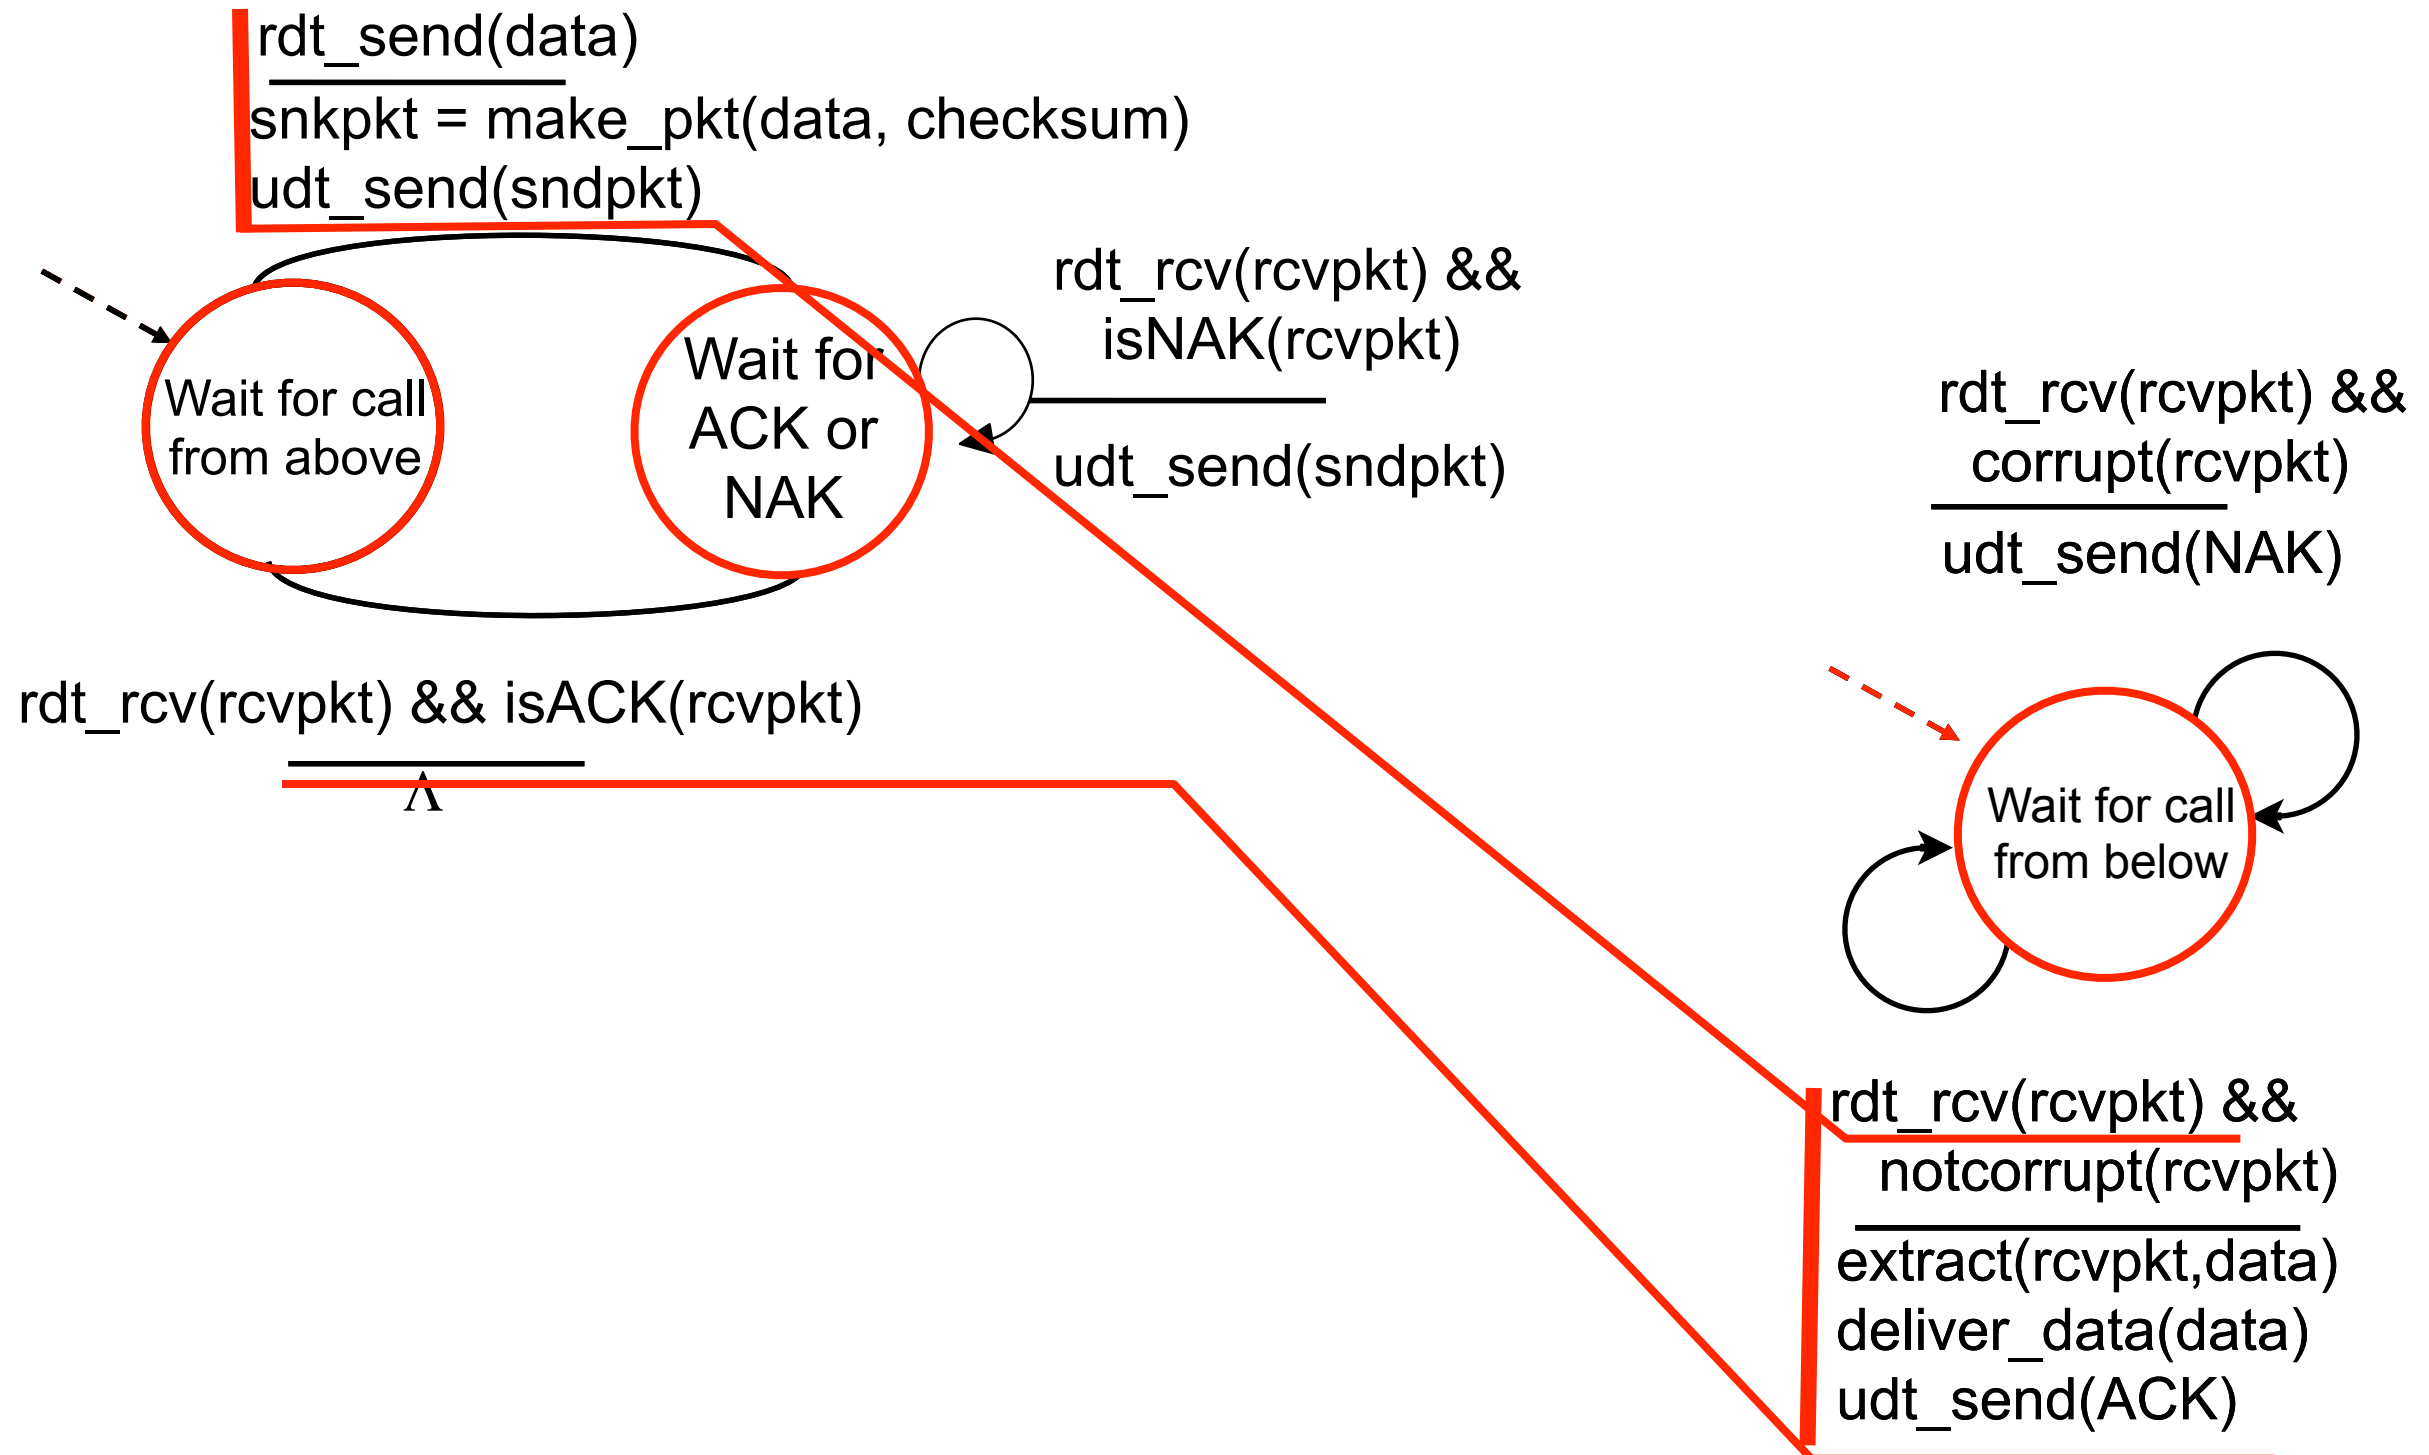 rdt_send(data)
snkpkt = make_pkt(data, checksum)
udt_send(sndpkt)
Wait for call
from above
Wait for
ACK or
NAK
rdt_rcv(rcvpkt) &&
isNAK(rcvpkt)
udt_send(sndpkt)
rdt_rcv(rcvpkt) && isACK(rcvpkt)
Λ
rdt_rcv(rcvpkt) &&
corrupt(rcvpkt)
udt_send(NAK)
Wait for call
from below
rdt_rcv(rcvpkt) &&
notcorrupt(rcvpkt)
extract(rcvpkt,data)
deliver_data(data)
udt_send(ACK)